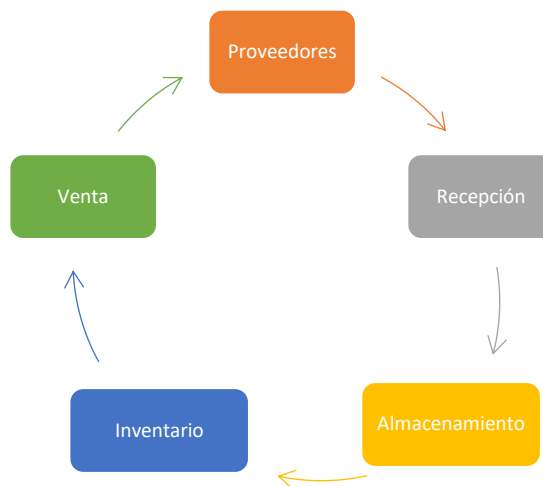 Proveedores
Recepción
Almacenamiento
Inventario
Venta